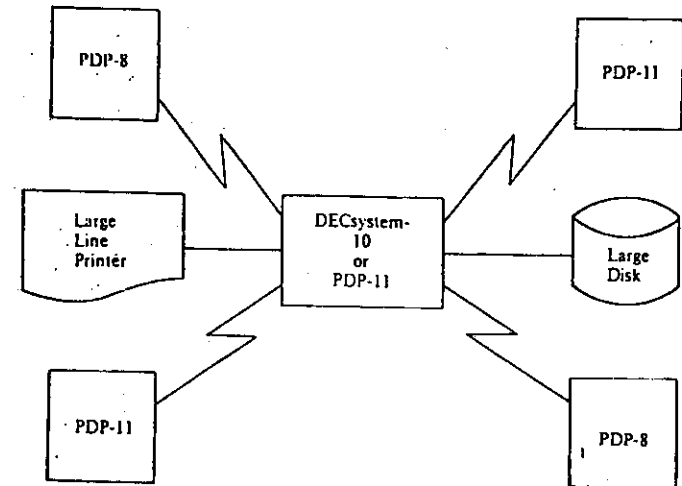 PDP-8
PDP-11
Large
Line
Printer
DECsystem-
10
or
PDP-11
Large
Disk
PDP-11
PDP-8